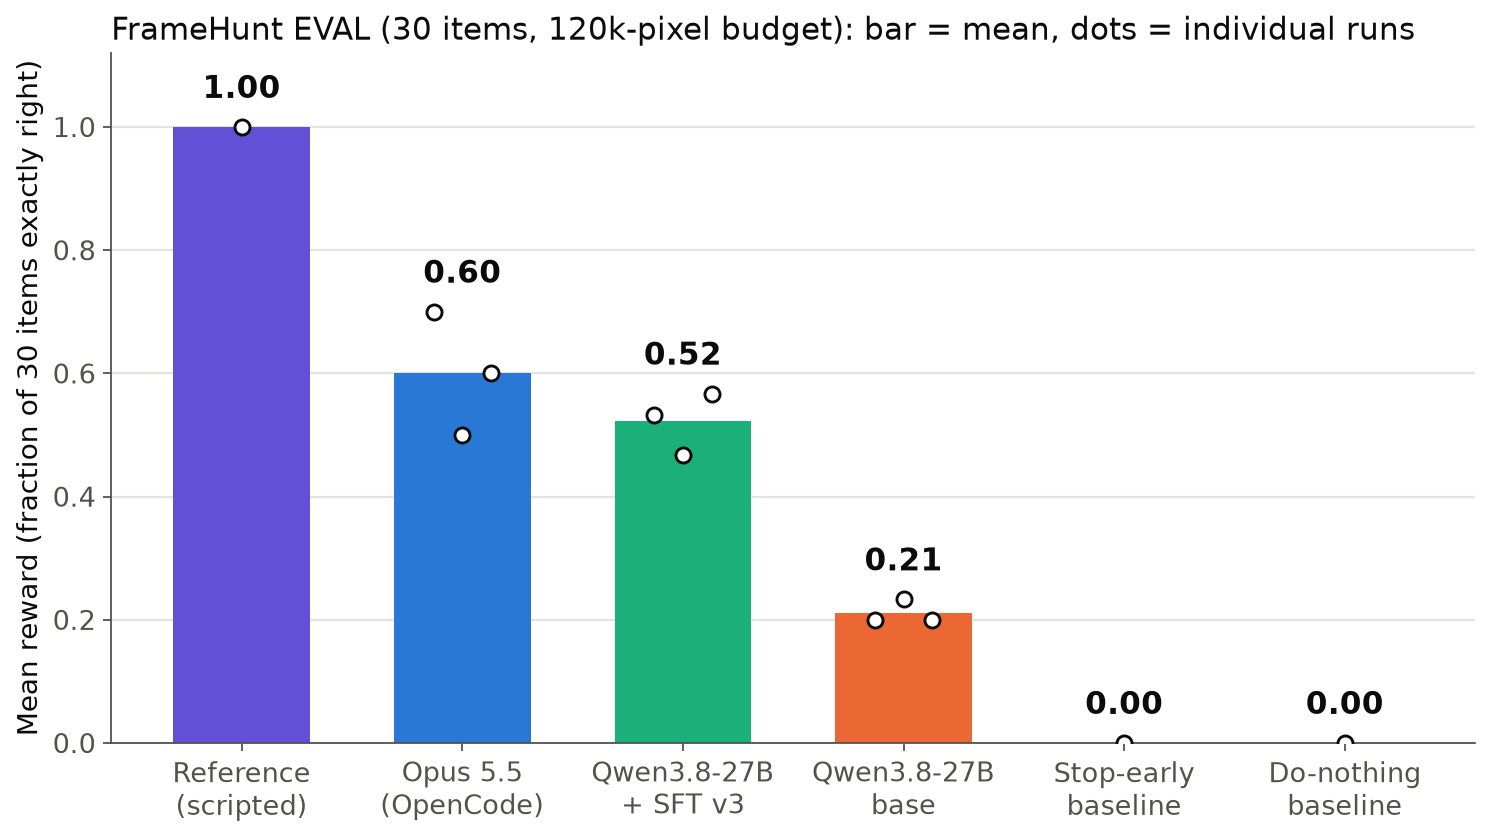 FrameHunt EVAL (30 items, 120k-pixel budget): bar = mean, dots = individual runs
Mean reward (fraction of 30 items exactly right)
1.0
0.8
0.6
0.4
0.2
0.0
1.00
0.60
0.52
0.21
0.00
0.00
Reference
(scripted)
Opus 5.5
(OpenCode)
Qwen3.8-27B
+ SFT v3
Qwen3.8-27B
base
Stop-early
baseline
Do-nothing
baseline